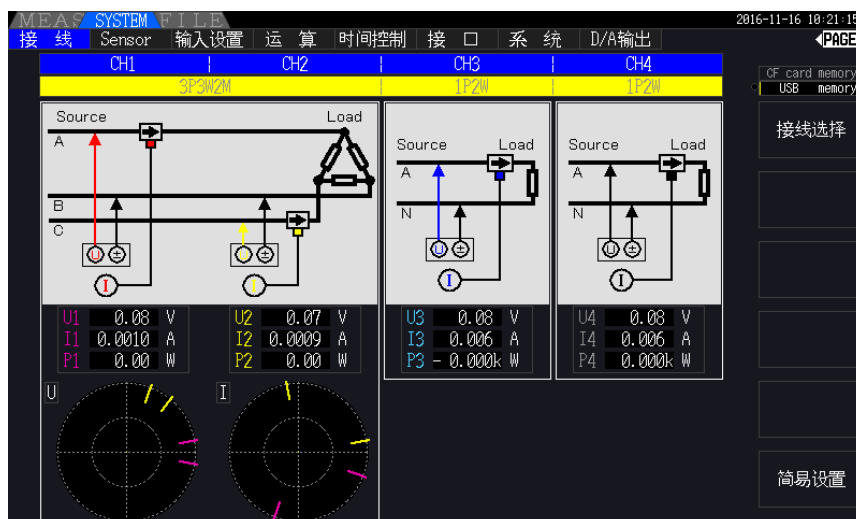 MEAS SYSTEM FILE 2016-11-16 10:21:15
接 线 Sensor 输入设置 运 算 时间控制 接 口 系 统 D/A输出 PAGE
CH1 CH2 CH3 CH4
3P3W2M 1P2W 1P2W
CF card memory
USB memory
接线选择
Source Load
A
B
C
U ± U ±
I I
Source Load
A
N
U ±
I
Source Load
A
N
U ±
I
U1 0.08 V U2 0.07 V U3 0.08 V U4 0.08 V
I1 0.0010 A I2 0.0009 A I3 0.006 A I4 0.006 A
P1 0.00 W P2 0.00 W P3 - 0.000k W P4 0.000k W
U I
简易设置